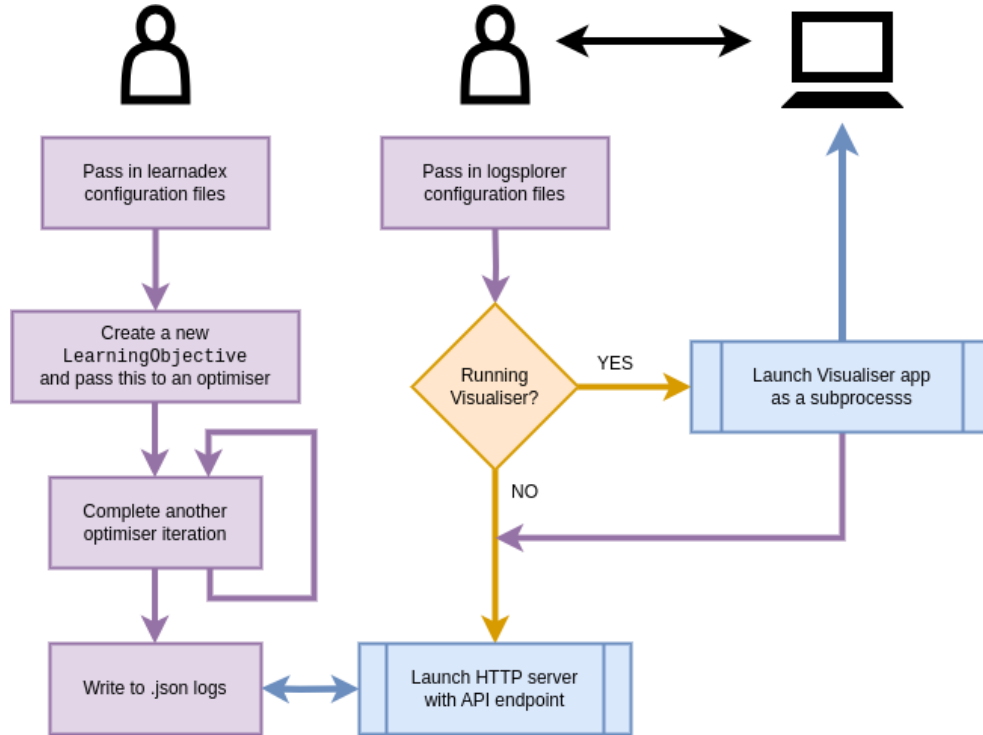 Pass in learnadex
configuration files
Pass in logsplorer
configuration files
Create a new
LearningObjective
and pass this to an optimiser
Running
Visualiser?
YES
Launch Visualiser app
as a subprocesss
NO
Complete another
optimiser iteration
Write to .json logs
Launch HTTP server
with API endpoint